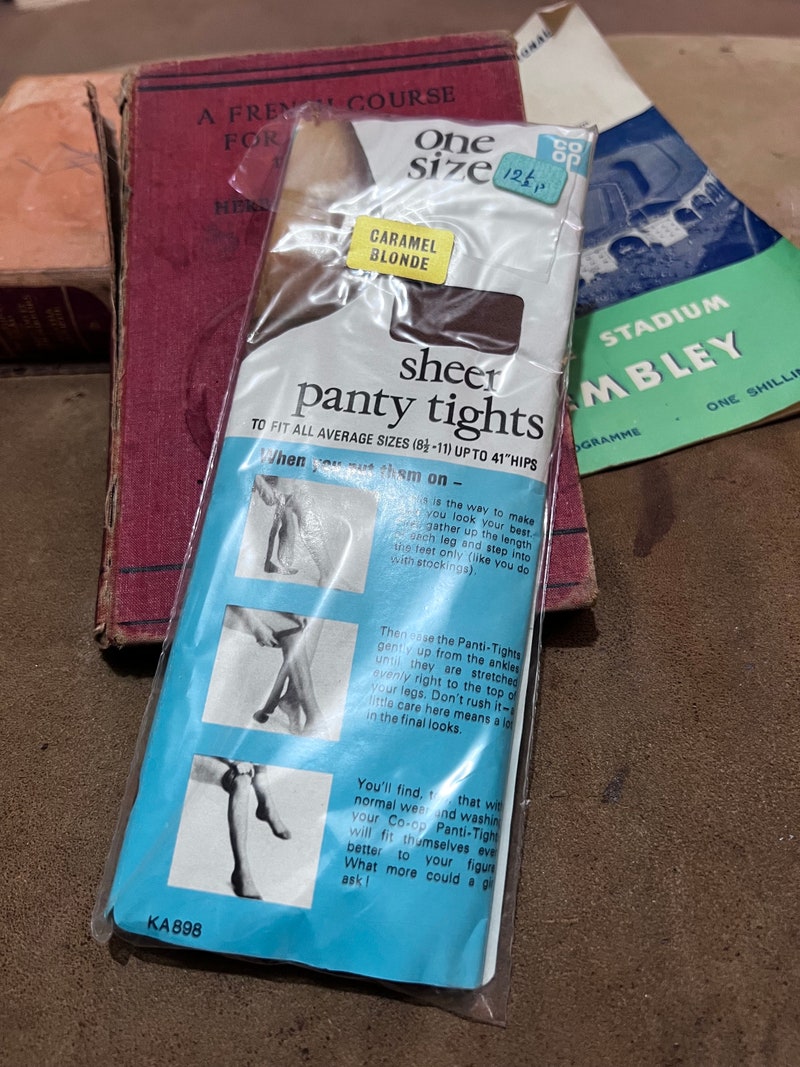 A FRENCH COURSE
FOR
HER
one
size
co
op
12½p
CARAMEL
BLONDE
sheer
panty tights
TO FIT ALL AVERAGE SIZES (8½-11) UP TO 41" HIPS
When you put them on –
is the way to make
you look your best.
gather up the length
each leg and step into
the feet only (like you do
with stockings).
Then ease the Panti-Tights
gently up from the ankles
until they are stretched
evenly right to the top of
your legs. Don't rush it—a
little care here means a lot
in the final looks.
You'll find, that with
normal wear and washing
your Co-op Panti-Tights
will fit themselves even
better to your figure
What more could a girl
ask!
KA898
STADIUM
MBLEY
OGRAMME
ONE SHILLIN